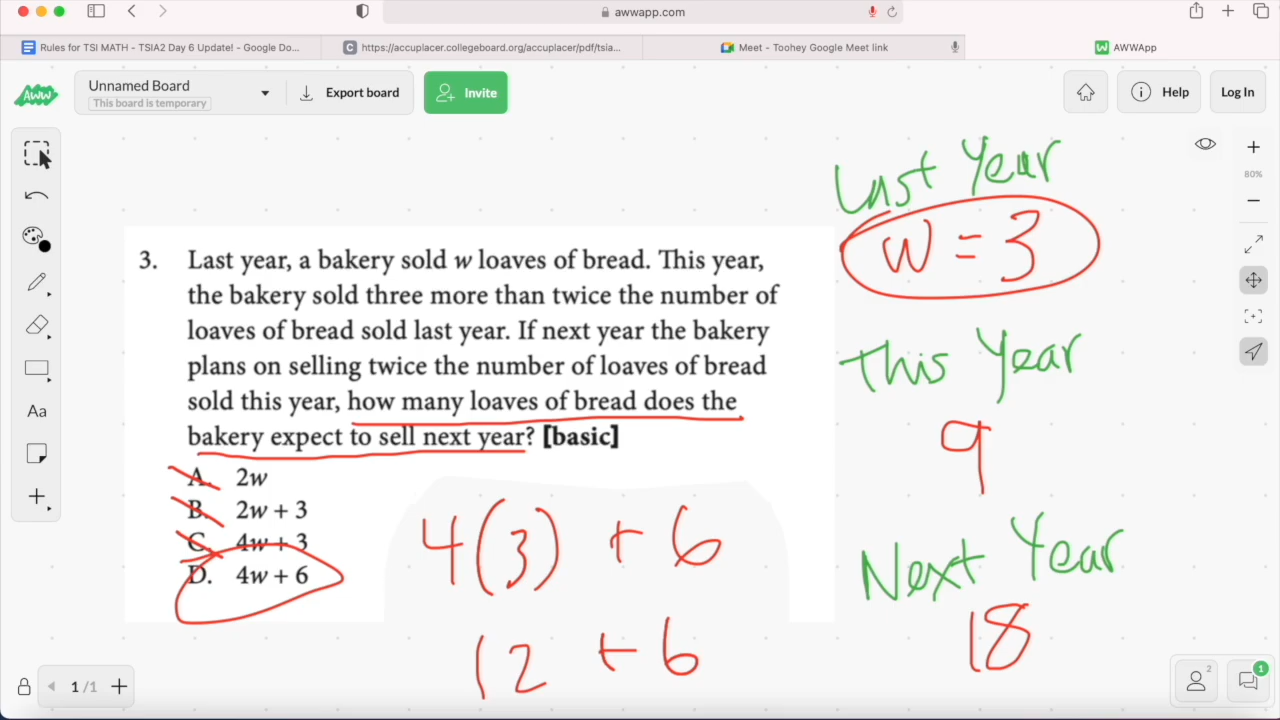 awwapp.com
Rules for TSI MATH - TSIA2 Day 6 Update! - Google Do...
https://accuplacer.collegeboard.org/accuplacer/pdf/tsia...
Meet - Toohey Google Meet link
AWWApp
AWW
Unnamed Board
This board is temporary
Export board
Invite
Help
Log In
80%
Aa
3. Last year, a bakery sold w loaves of bread. This year,
the bakery sold three more than twice the number of
loaves of bread sold last year. If next year the bakery
plans on selling twice the number of loaves of bread
sold this year, how many loaves of bread does the
bakery expect to sell next year? [basic]
A. 2w
B. 2w + 3
C. 4w + 3
D. 4w + 6
4(3) + 6
12 + 6
Last Year
w = 3
This Year
9
Next Year
18
1/1
2
1